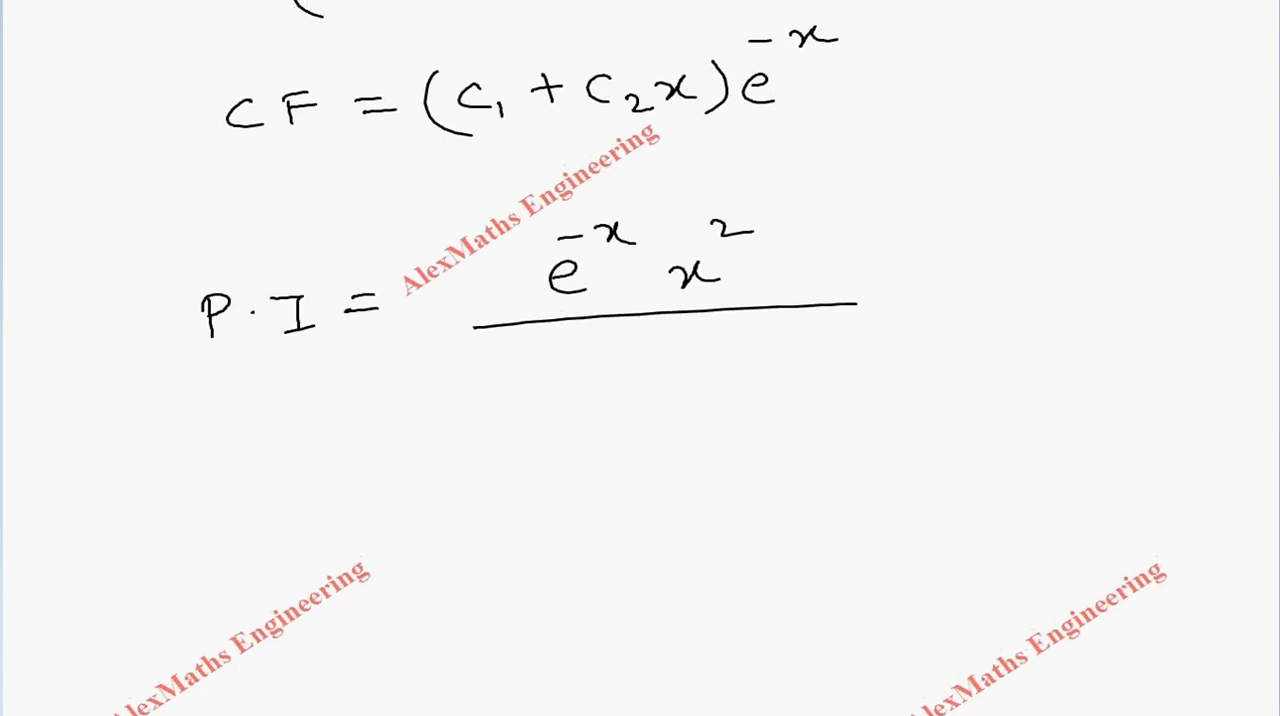 CF = (C₁ + C₂x)e⁻ˣ
AlexMaths Engineering
P.I = e⁻ˣ x²
AlexMaths Engineering
AlexMaths Engineering